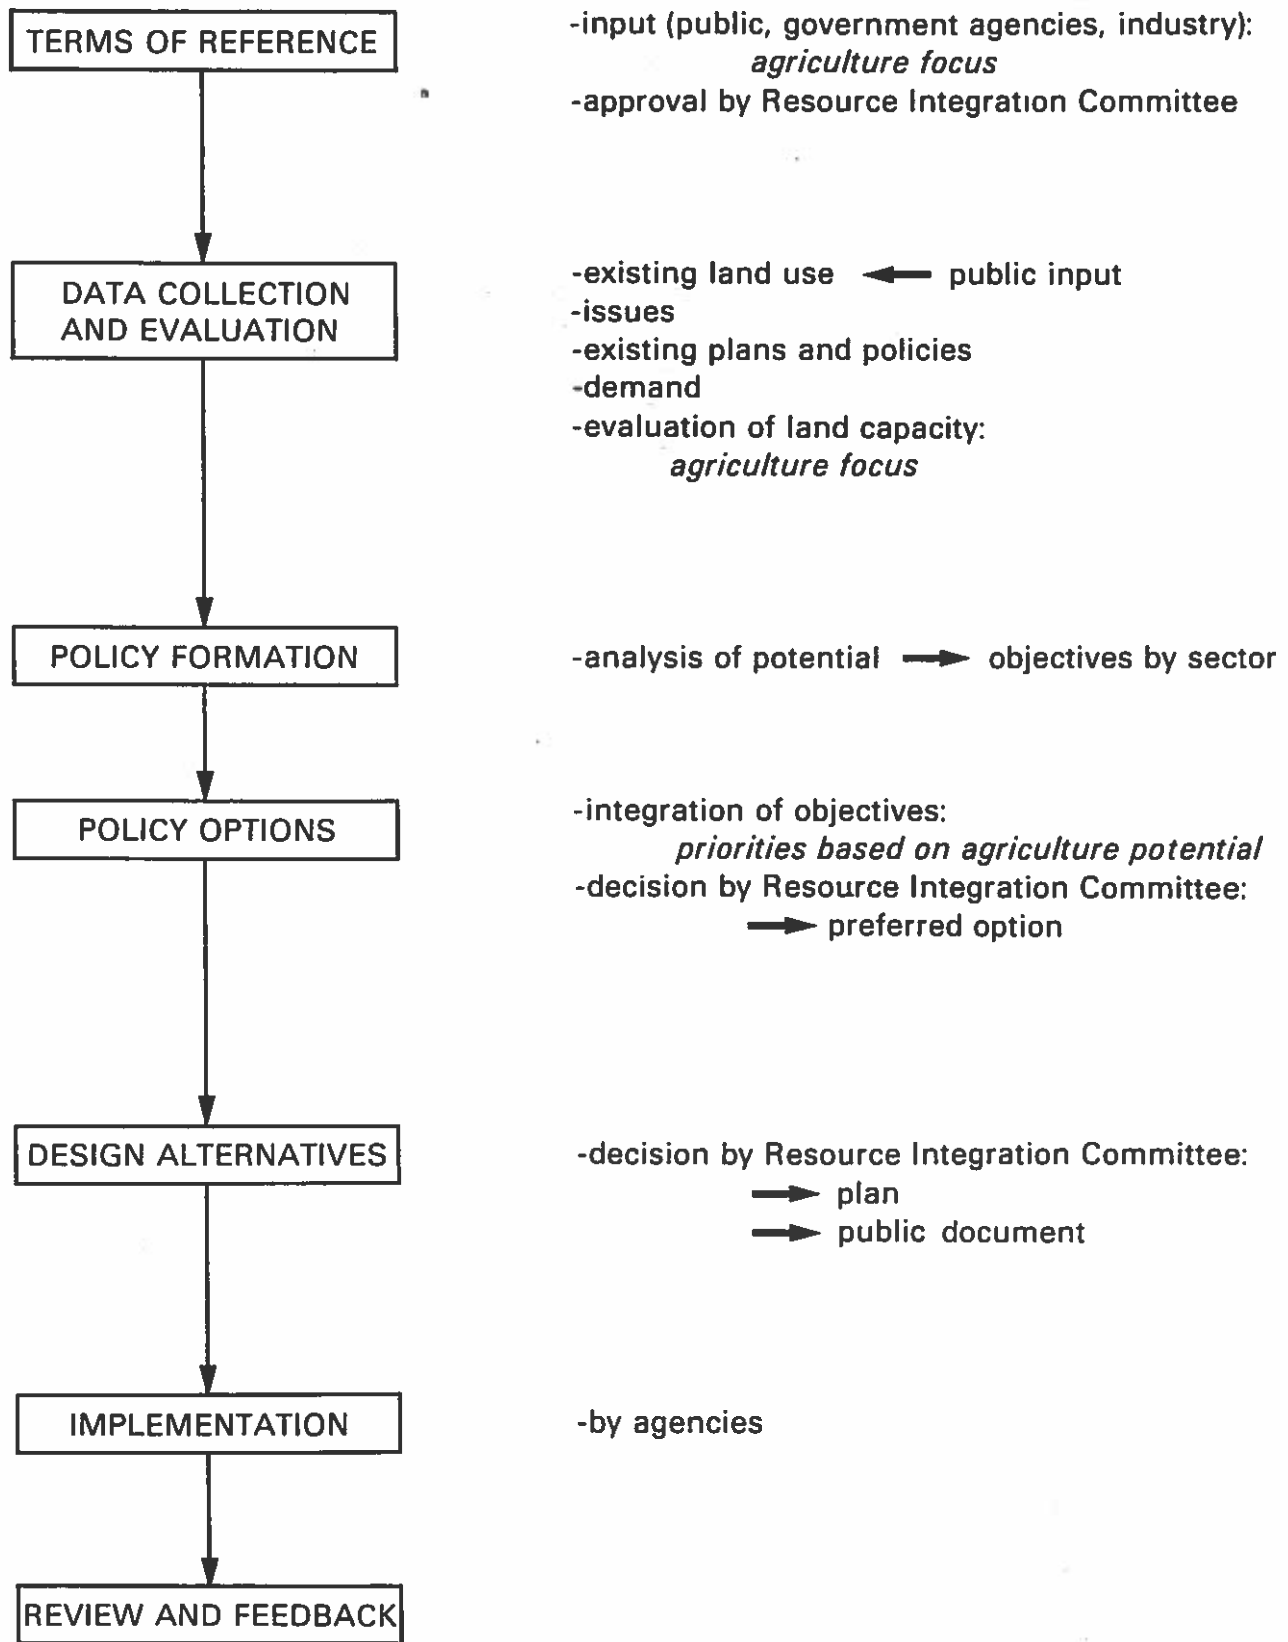 TERMS OF REFERENCE
-input (public, government agencies, industry):
agriculture focus
-approval by Resource Integration Committee
DATA COLLECTION
AND EVALUATION
-existing land use ← public input
-issues
-existing plans and policies
-demand
-evaluation of land capacity:
agriculture focus
POLICY FORMATION
-analysis of potential → objectives by sector
POLICY OPTIONS
-integration of objectives:
priorities based on agriculture potential
-decision by Resource Integration Committee:
→ preferred option
DESIGN ALTERNATIVES
-decision by Resource Integration Committee:
→ plan
→ public document
IMPLEMENTATION
-by agencies
REVIEW AND FEEDBACK